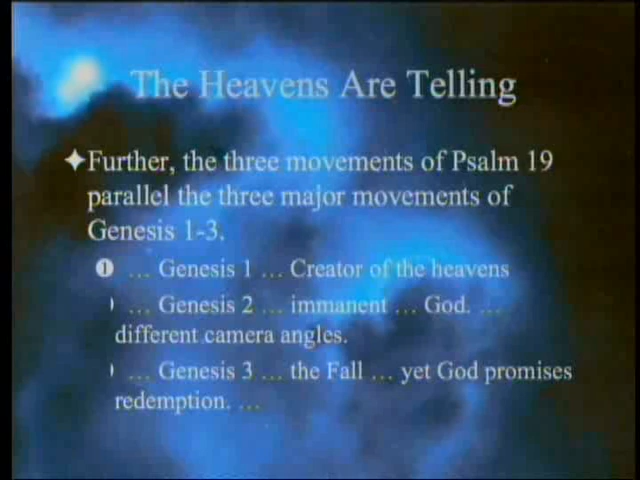 The Heavens Are Telling
✦Further, the three movements of Psalm 19
parallel the three major movements of
Genesis 1-3.
❶ … Genesis 1 … Creator of the heavens
… Genesis 2 … immanent … God. …
different camera angles.
… Genesis 3 … the Fall … yet God promises
redemption. …